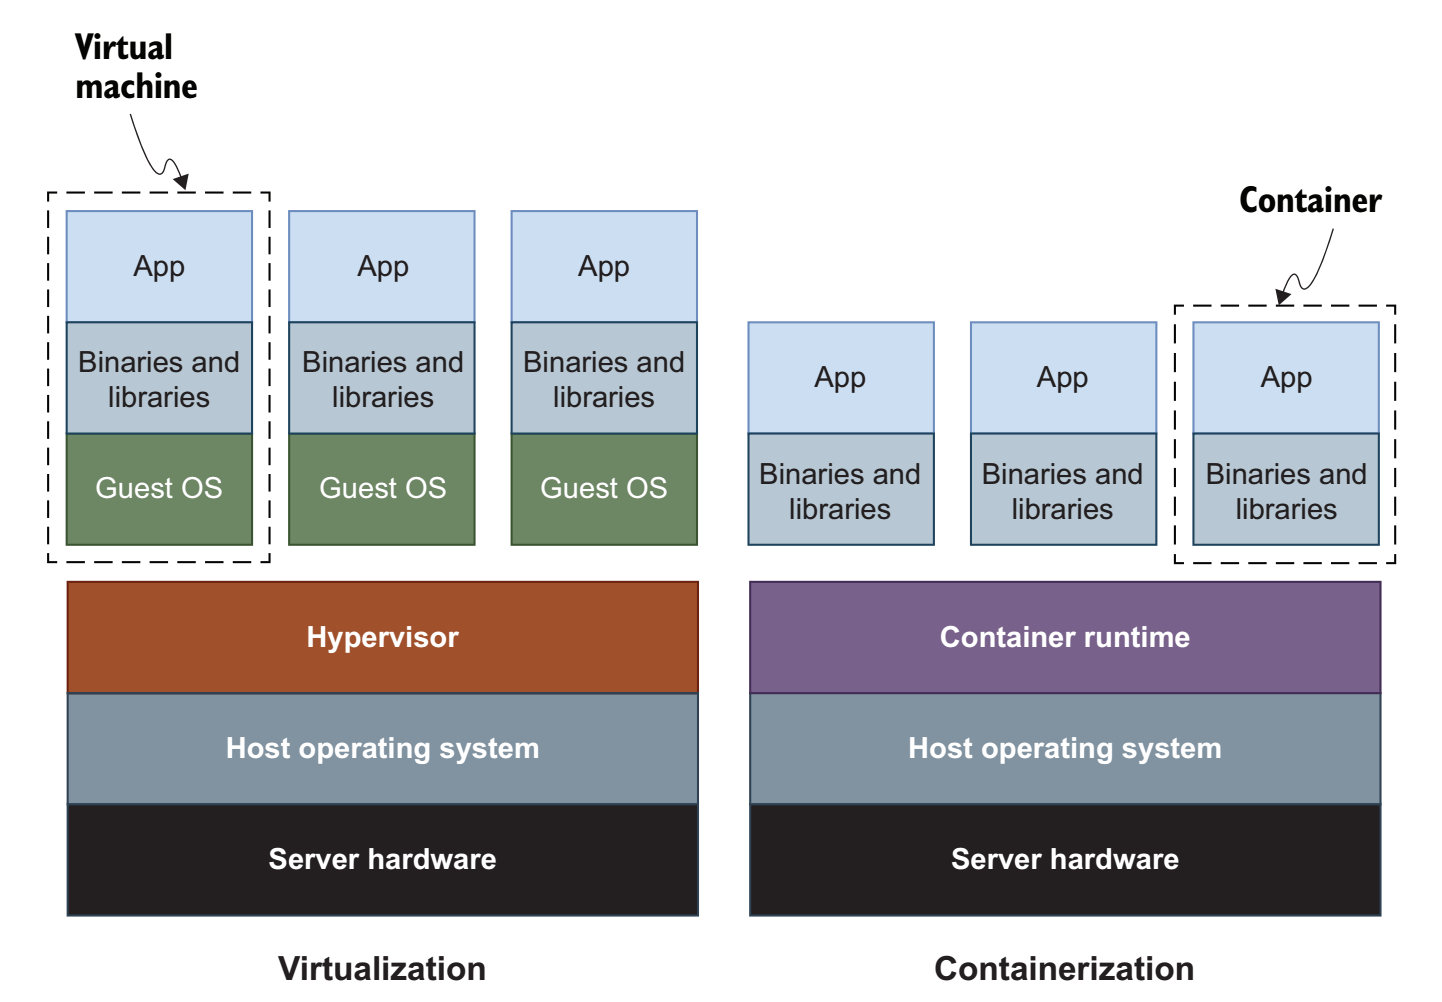 Virtual
machine
App
Binaries and
libraries
Guest OS
App
Binaries and
libraries
Guest OS
App
Binaries and
libraries
Guest OS
Hypervisor
Host operating system
Server hardware
Virtualization
Container
App
Binaries and
libraries
App
Binaries and
libraries
App
Binaries and
libraries
Container runtime
Host operating system
Server hardware
Containerization